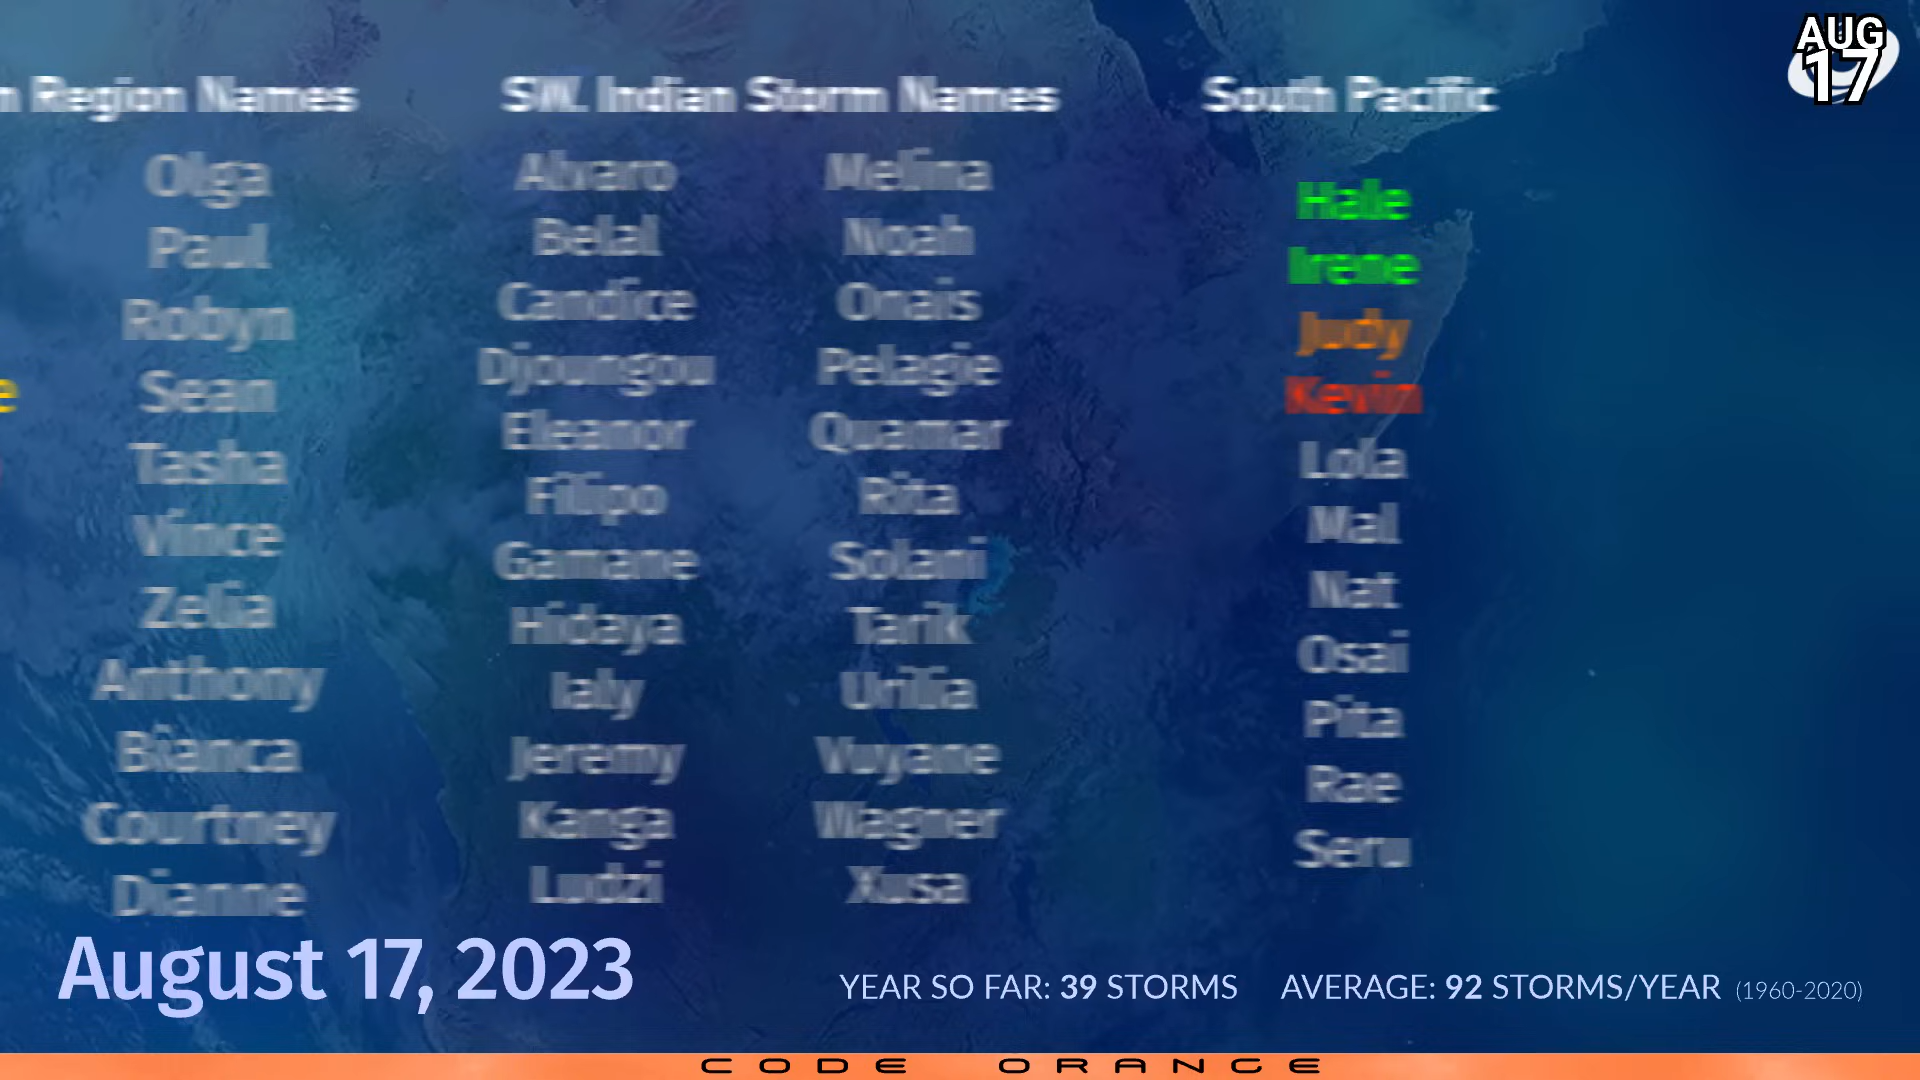 AUG
17
n Region Names
Olga
Paul
Robyn
Sean
Tasha
Vince
Zelia
Anthony
Bianca
Courtney
Dianne
e
SW. Indian Storm Names
Alvaro
Belal
Candice
Djoungou
Eleanor
Filipo
Gamane
Hidaya
Ialy
Jeremy
Kanga
Ludzi
Melina
Noah
Onais
Pelagie
Quamar
Rita
Solani
Tarik
Urilia
Vuyane
Wagner
Xusa
South Pacific
Hale
Irene
Judy
Kevin
Lola
Mal
Nat
Osai
Pita
Rae
Seru
August 17, 2023
YEAR SO FAR: 39 STORMS AVERAGE: 92 STORMS/YEAR (1960-2020)
CODE ORANGE